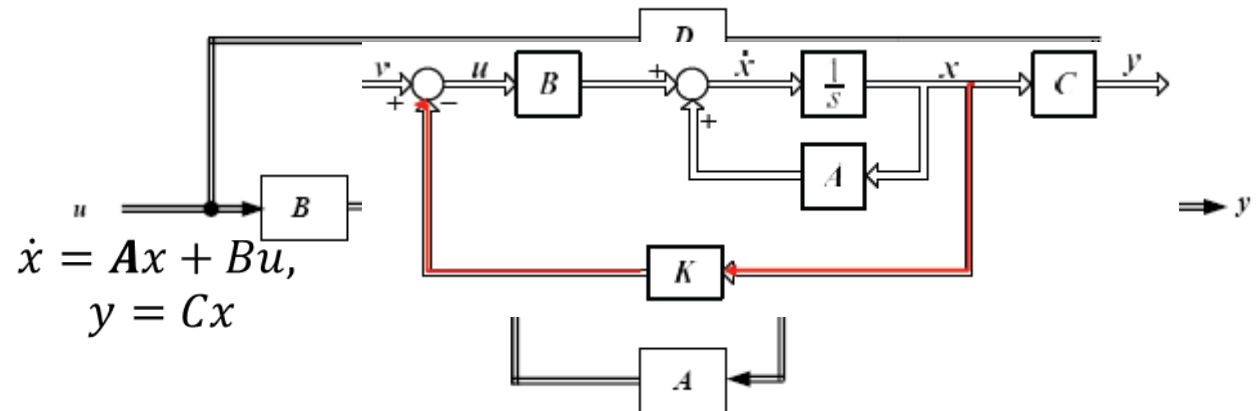 D
v u B + ẋ 1/s x C y
+ −
+
A
u B y
K
ẋ = Ax + Bu,
y = Cx
A